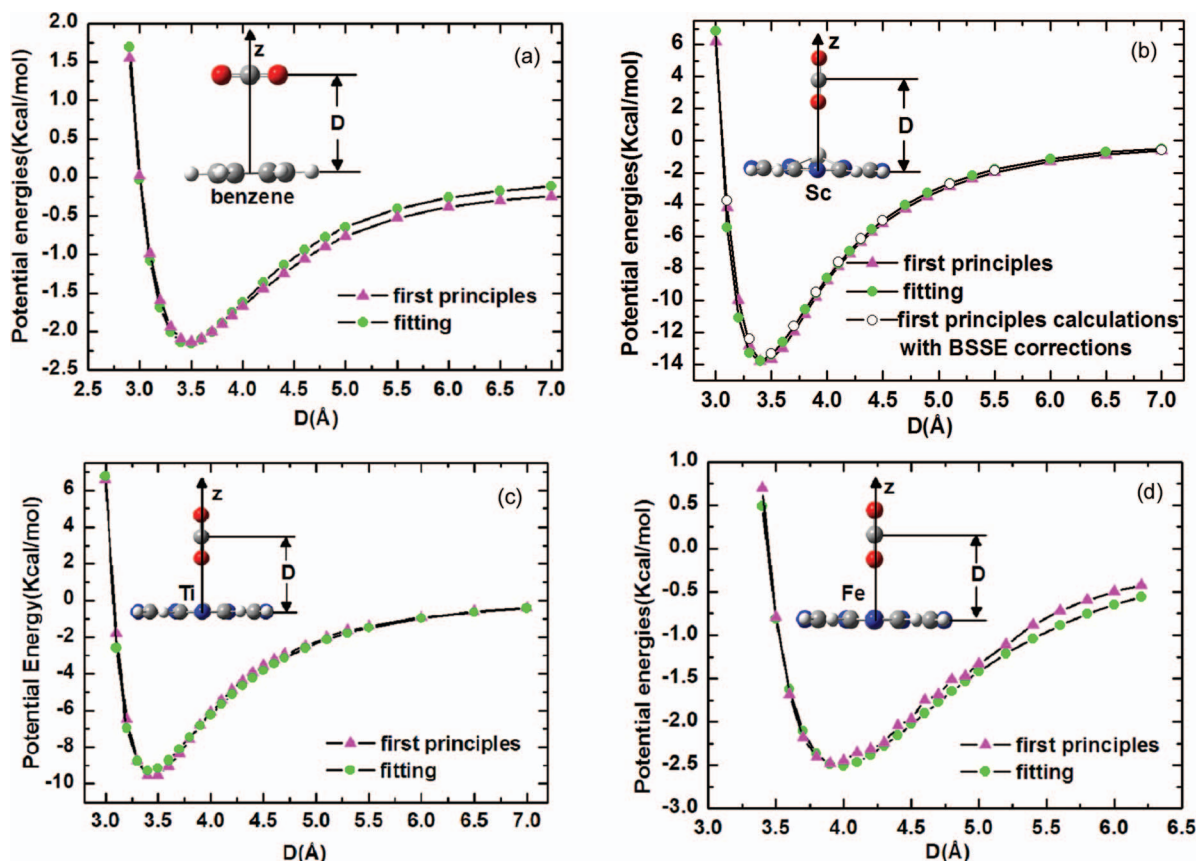 (a)
Potential energies(Kcal/mol)
2.0
1.5
1.0
0.5
0.0
-0.5
-1.0
-1.5
-2.0
-2.5
z
D
benzene
first principles
fitting
2.5 3.0 3.5 4.0 4.5 5.0 5.5 6.0 6.5 7.0
D(Å)
(b)
Potential energies(Kcal/mol)
6
4
2
0
-2
-4
-6
-8
-10
-12
-14
z
D
Sc
first principles
fitting
first principles calculations
with BSSE corrections
3.0 3.5 4.0 4.5 5.0 5.5 6.0 6.5 7.0
D(Å)
(c)
Potential Energy(Kcal/mol)
6
4
2
0
-2
-4
-6
-8
-10
z
D
Ti
first principles
fitting
3.0 3.5 4.0 4.5 5.0 5.5 6.0 6.5 7.0
D(Å)
(d)
Potential energies(Kcal/mol)
1.0
0.5
0.0
-0.5
-1.0
-1.5
-2.0
-2.5
-3.0
z
D
Fe
first principles
fitting
3.0 3.5 4.0 4.5 5.0 5.5 6.0 6.5
D(Å)